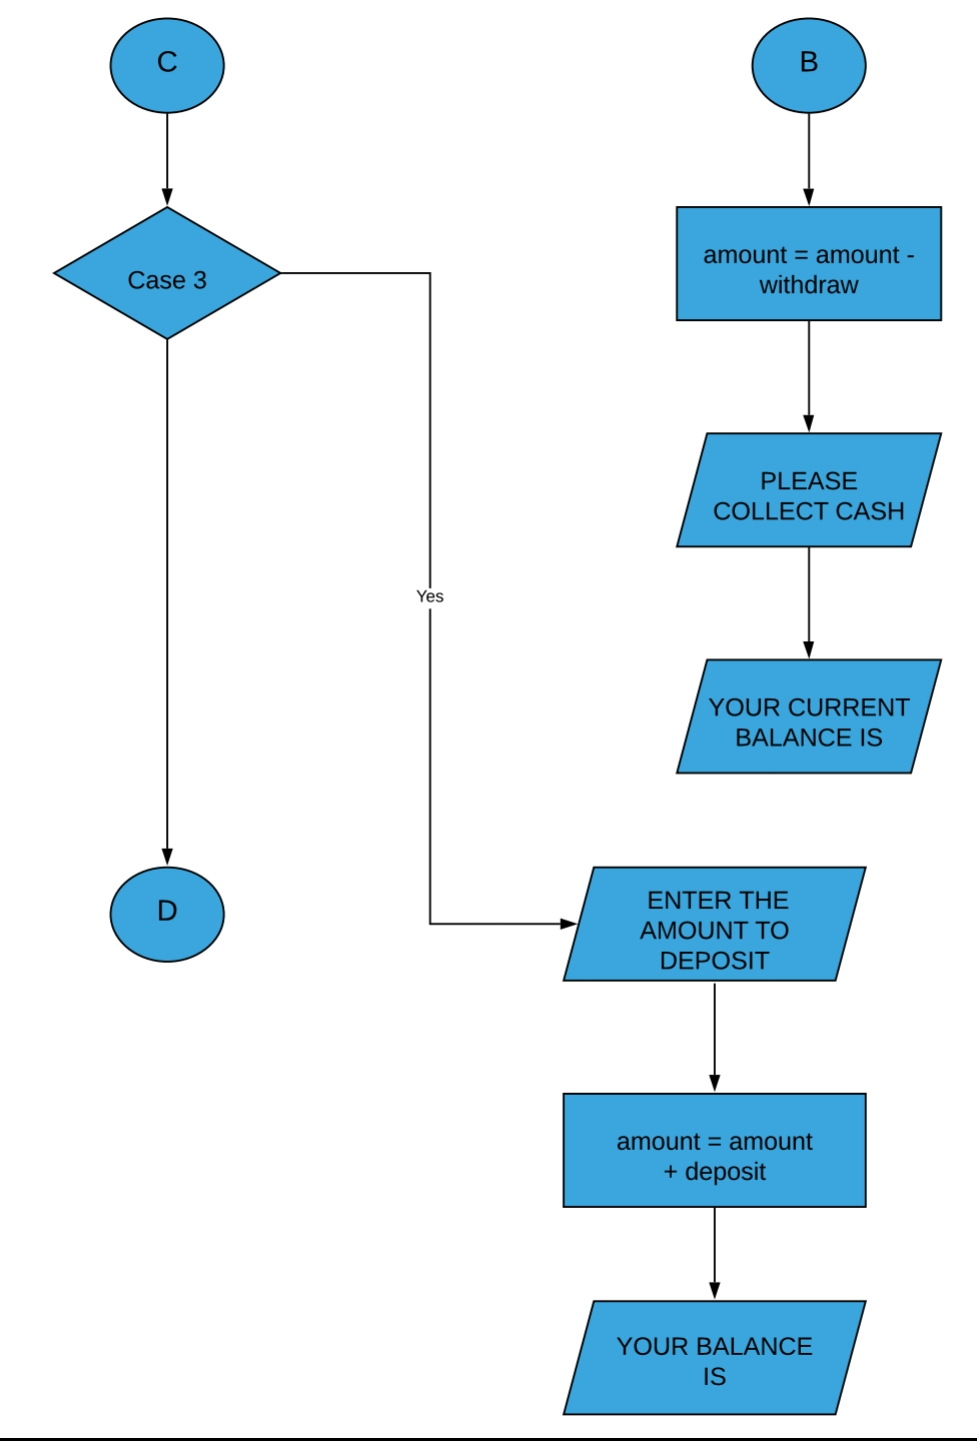 C
B
Case 3
amount = amount -
withdraw
PLEASE
COLLECT CASH
Yes
YOUR CURRENT
BALANCE IS
D
ENTER THE
AMOUNT TO
DEPOSIT
amount = amount
+ deposit
YOUR BALANCE
IS